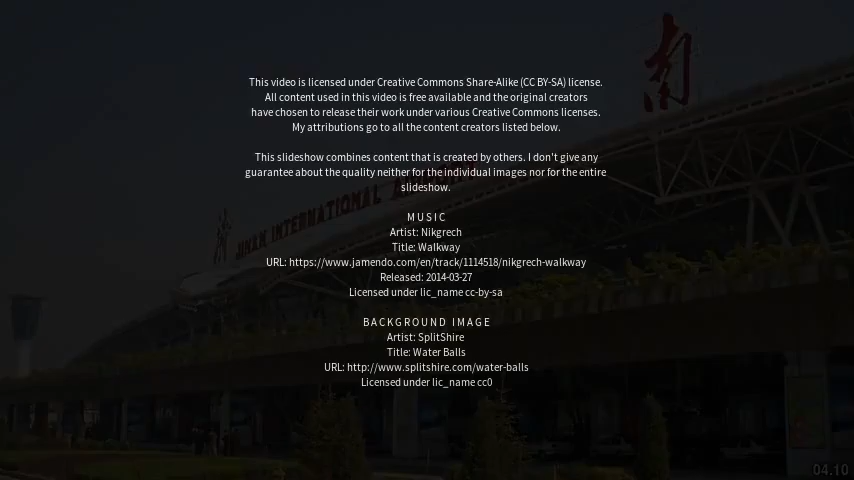 南
This video is licensed under Creative Commons Share-Alike (CC BY-SA) license.
All content used in this video is free available and the original creators
have chosen to release their work under various Creative Commons licenses.
My attributions go to all the content creators listed below.
This slideshow combines content that is created by others. I don't give any
guarantee about the quality neither for the individual images nor for the entire
slideshow.
JINAN INTERNATIONAL AIRPORT
MUSIC
Artist: Nikgrech
Title: Walkway
URL: https://www.jamendo.com/en/track/1114518/nikgrech-walkway
Released: 2014-03-27
Licensed under lic_name cc-by-sa
BACKGROUND IMAGE
Artist: SplitShire
Title: Water Balls
URL: http://www.splitshire.com/water-balls
Licensed under lic_name cc0
04.10